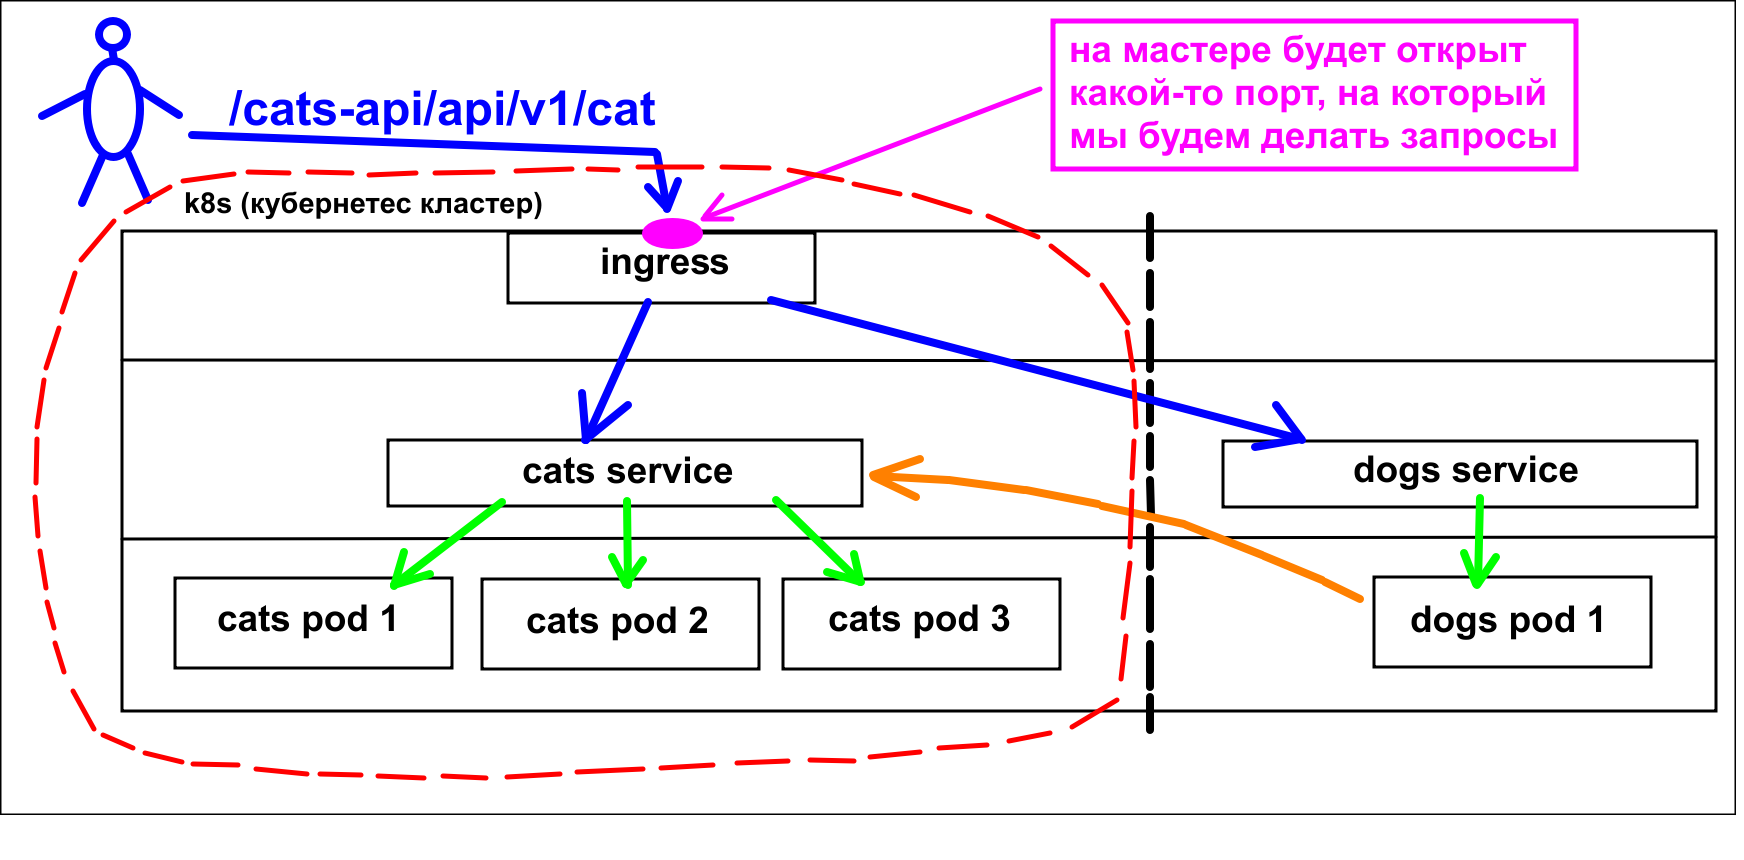 /cats-api/api/v1/cat
на мастере будет открыт
какой-то порт, на который
мы будем делать запросы
k8s (кубернетес кластер)
ingress
cats service
dogs service
cats pod 1
cats pod 2
cats pod 3
dogs pod 1